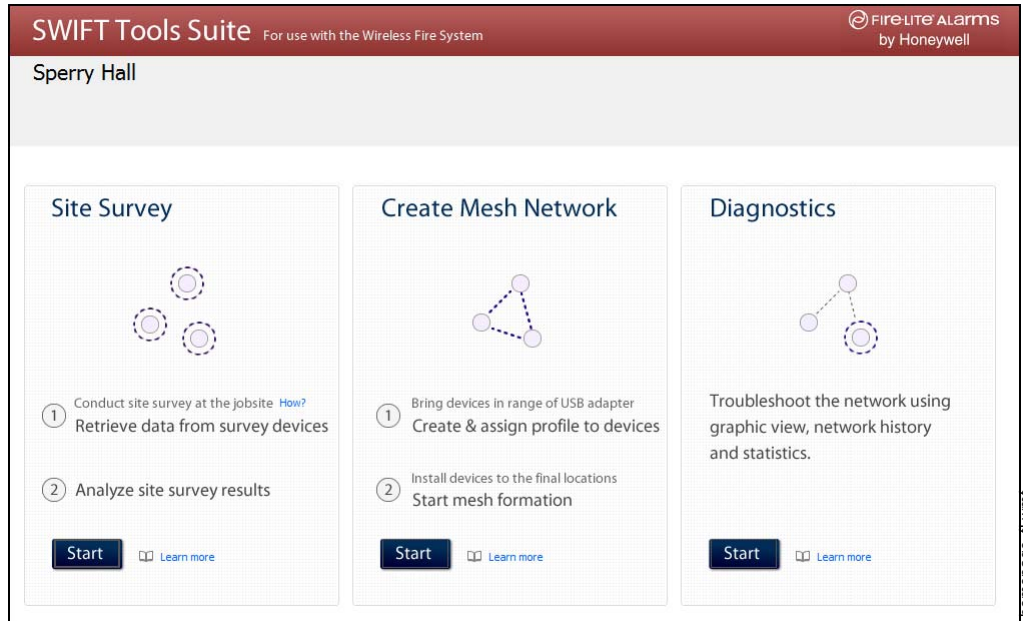 SWIFT Tools Suite For use with the Wireless Fire System
FIRE·LITE® ALARMS
by Honeywell
Sperry Hall
Site Survey
1 Conduct site survey at the jobsite How?
Retrieve data from survey devices
2 Analyze site survey results
Start Learn more
Create Mesh Network
1 Bring devices in range of USB adapter
Create & assign profile to devices
2 Install devices to the final locations
Start mesh formation
Start Learn more
Diagnostics
Troubleshoot the network using
graphic view, network history
and statistics.
Start Learn more